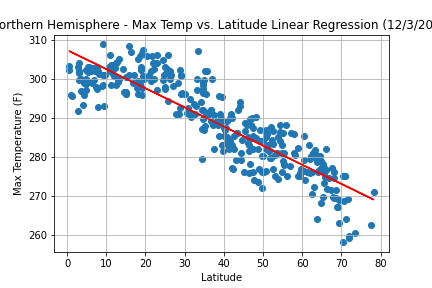 orthern Hemisphere - Max Temp vs. Latitude Linear Regression (12/3/20
310
300
290
280
270
260
Max Temperature (F)
0 10 20 30 40 50 60 70 80
Latitude